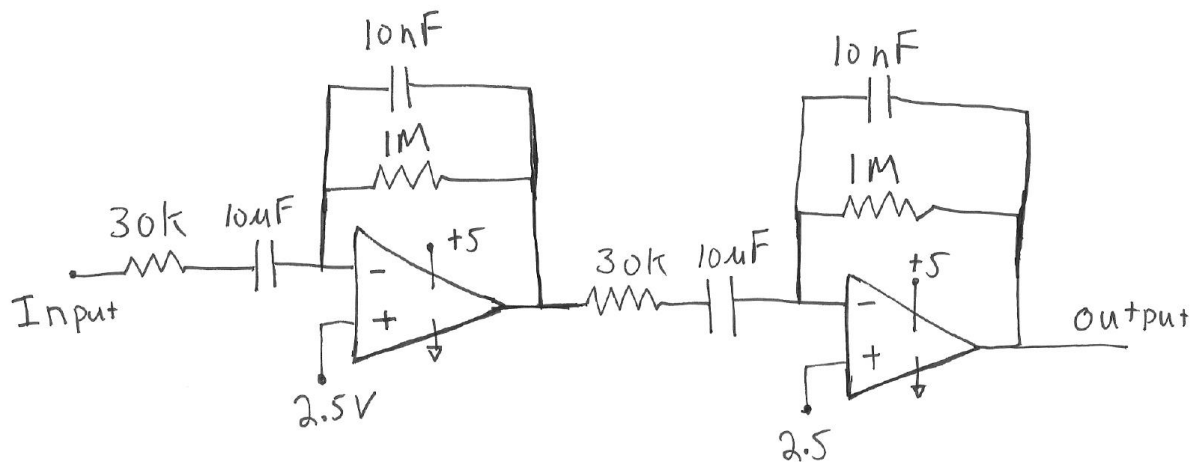 10nF
1M
30k
10uF
+5
-
+
Input
2.5V
10nF
1M
30k
10uF
+5
-
+
output
2.5